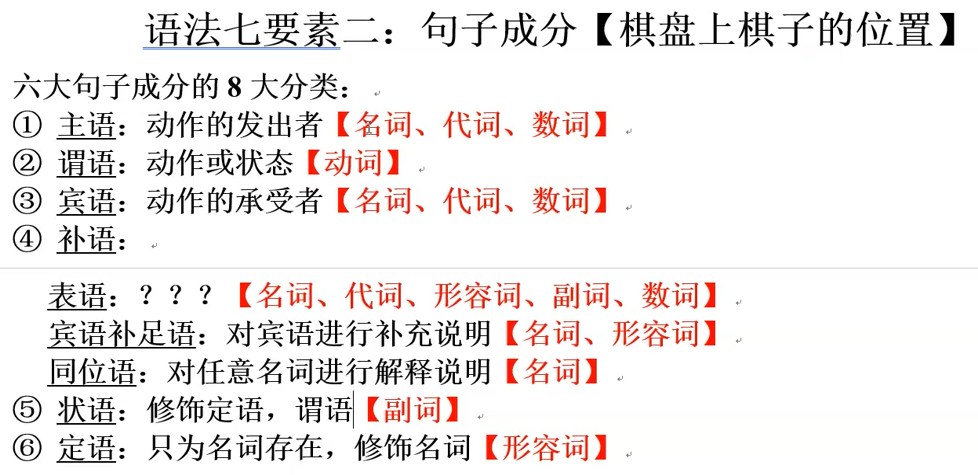 语法七要素二：句子成分【棋盘上棋子的位置】
六大句子成分的 8 大分类：
① 主语：动作的发出者【名词、代词、数词】
② 谓语：动作或状态【动词】
③ 宾语：动作的承受者【名词、代词、数词】
④ 补语：
表语：？？？【名词、代词、形容词、副词、数词】
宾语补足语：对宾语进行补充说明【名词、形容词】
同位语：对任意名词进行解释说明【名词】
⑤ 状语：修饰定语，谓语【副词】
⑥ 定语：只为名词存在，修饰名词【形容词】